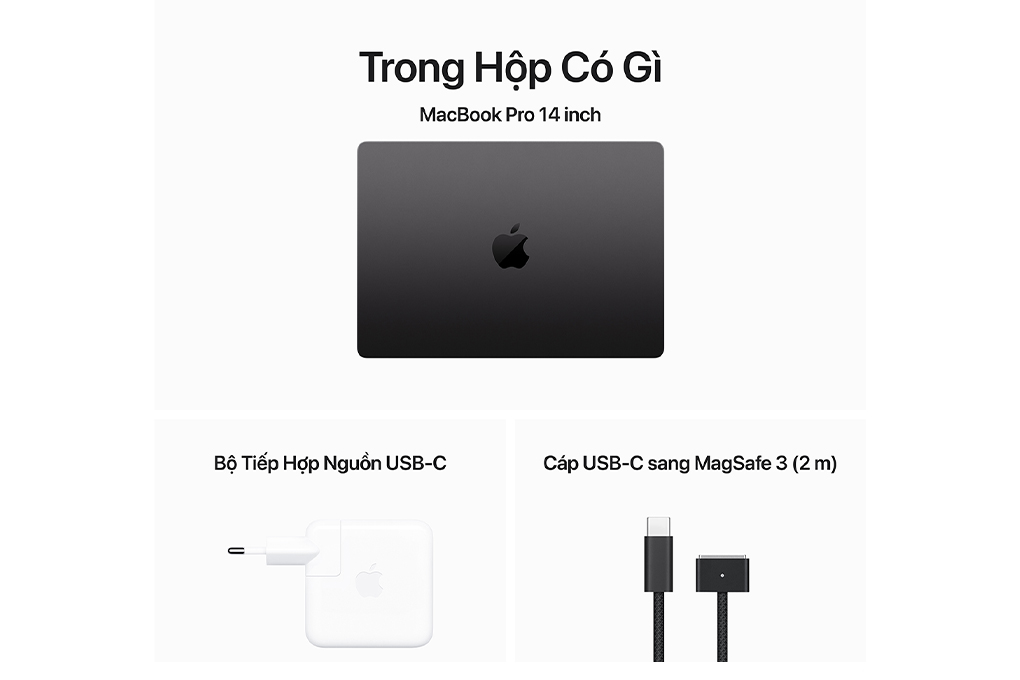 Trong Hộp Có Gì
MacBook Pro 14 inch
Bộ Tiếp Hợp Nguồn USB-C
Cáp USB-C sang MagSafe 3 (2 m)